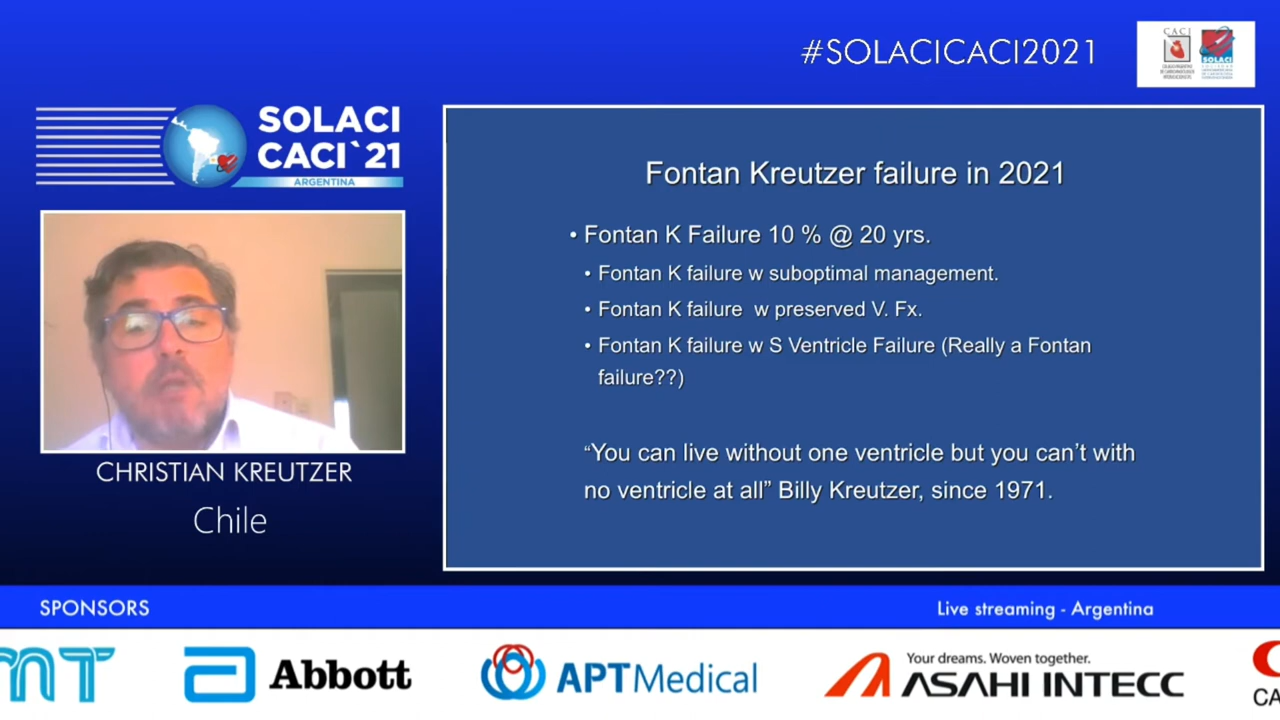 #SOLACICACI2021
CACI
SOLACI
SOLACI
CACI`21
ARGENTINA
Fontan Kreutzer failure in 2021
• Fontan K Failure 10 % @ 20 yrs.
• Fontan K failure w suboptimal management.
• Fontan K failure w preserved V. Fx.
• Fontan K failure w S Ventricle Failure (Really a Fontan
failure??)
“You can live without one ventricle but you can’t with
no ventricle at all” Billy Kreutzer, since 1971.
CHRISTIAN KREUTZER
Chile
SPONSORS
Live streaming - Argentina
Abbott
APTMedical
Your dreams. Woven together.
ASAHI INTECC
CA